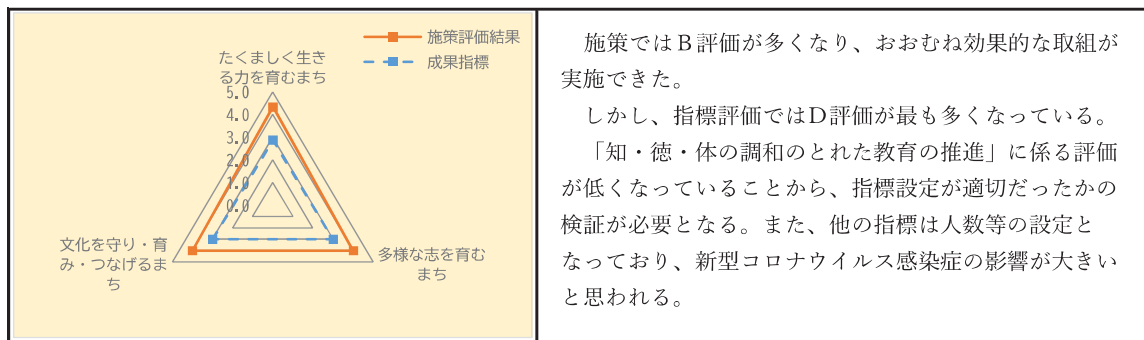 施策評価結果
成果指標
たくましく生き
る力を育むまち
5.0
4.0
3.0
2.0
1.0
0.0
文化を守り・育
み・つなげるま
ち
多様な志を育む
まち
施策ではＢ評価が多くなり、おおむね効果的な取組が
実施できた。
しかし、指標評価ではＤ評価が最も多くなっている。
「知・徳・体の調和のとれた教育の推進」に係る評価
が低くなっていることから、指標設定が適切だったかの
検証が必要となる。また、他の指標は人数等の設定と
なっており、新型コロナウイルス感染症の影響が大きい
と思われる。